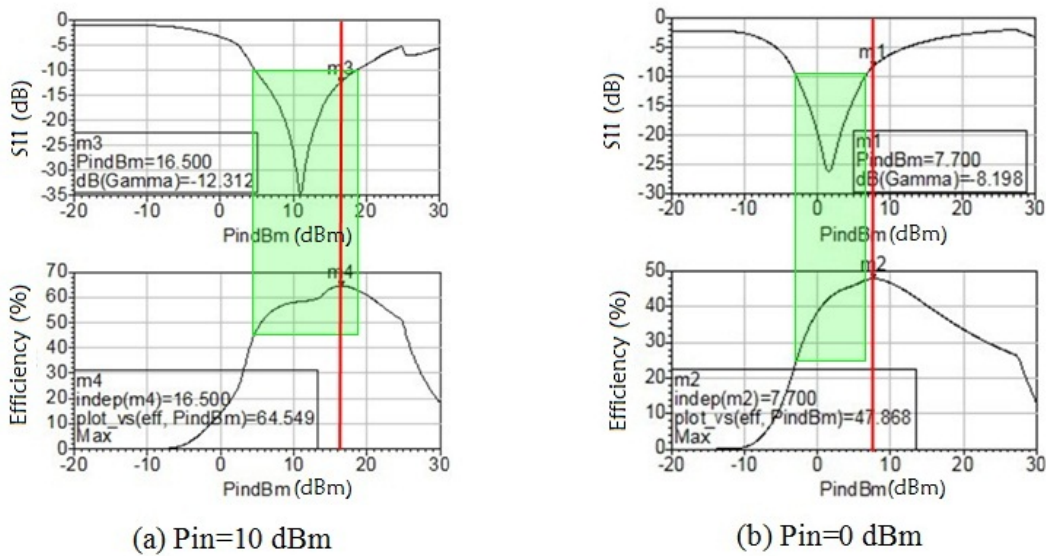 0
-5
-10
-15
-20
-25
-30
-35
S11 (dB)
m3
m3
PindBm=16.500
dB(Gamma)=-12.312
-20 -10 0 10 20 30
PindBm (dBm)
70
60
50
40
30
20
10
0
Efficiency (%)
m4
m4
indep(m4)=16.500
plot_vs(eff, PindBm)=64.549
Max
-20 -10 0 10 20 30
PindBm (dBm)
(a) Pin=10 dBm
0
-5
-10
-15
-20
-25
-30
S11 (dB)
m1
m1
PindBm=7.700
dB(Gamma)=-8.198
-20 -10 0 10 20 30
PindBm (dBm)
50
40
30
20
10
0
Efficiency (%)
m2
m2
indep(m2)=7.700
plot_vs(eff, PindBm)=47.868
Max
-20 -10 0 10 20 30
PindBm (dBm)
(b) Pin=0 dBm